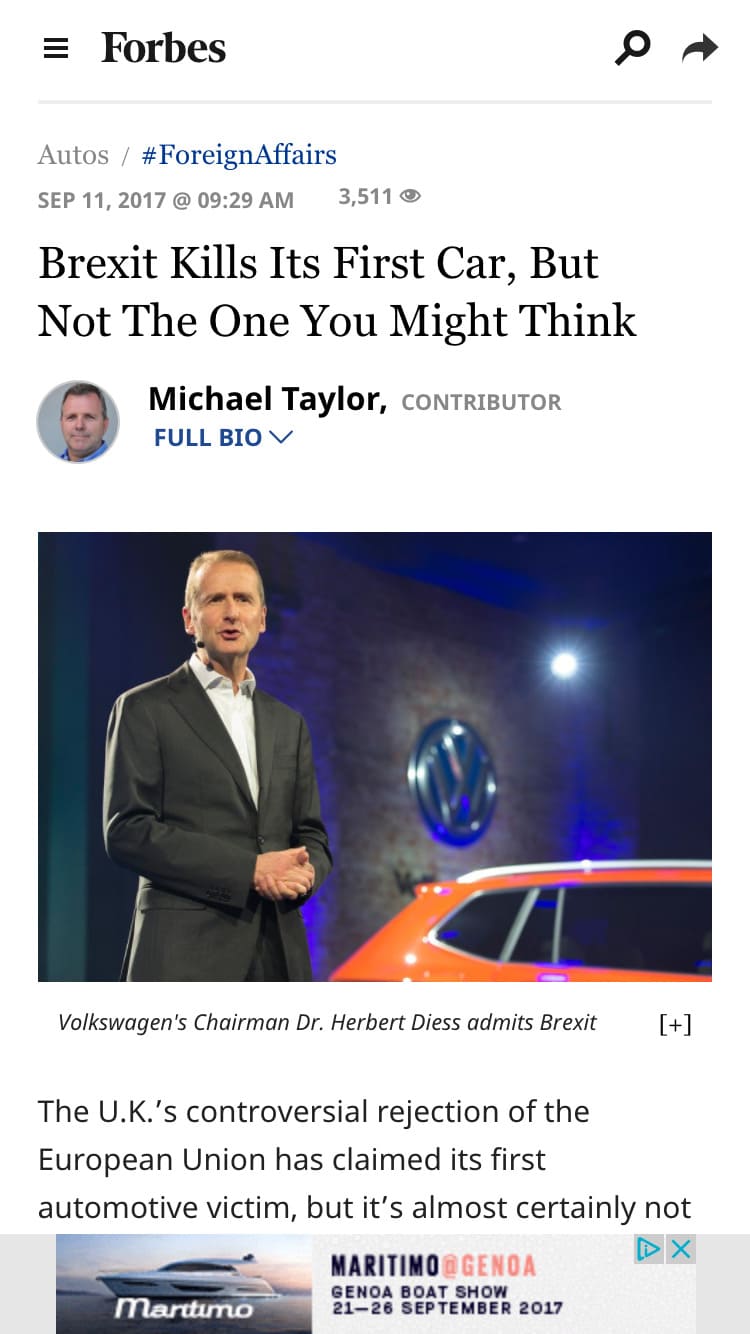 Forbes
Autos / #ForeignAffairs
SEP 11, 2017 @ 09:29 AM 3,511
Brexit Kills Its First Car, But
Not The One You Might Think
Michael Taylor, CONTRIBUTOR
FULL BIO
Volkswagen's Chairman Dr. Herbert Diess admits Brexit [+]
The U.K.’s controversial rejection of the
European Union has claimed its first
automotive victim, but it’s almost certainly not
Maritimo
MARITIMO@GENOA
GENOA BOAT SHOW
21–26 SEPTEMBER 2017